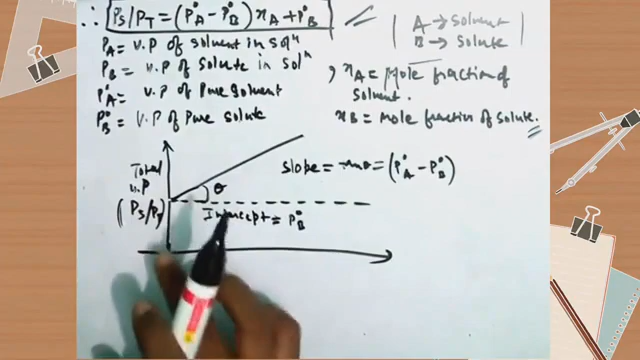 ∴ Ps/PT = (P°A - P°B) xA + P°B
A → Solvent
B → Solute
PA = V.P of solvent in solⁿ
PB = V.P of solute in solⁿ
P°A = V.P of Pure solvent
P°B = V.P of Pure solute
, xA = Mole fraction of
solvent.
xB = Mole fraction of solute.
Total
V.P
(Ps/PT)
θ
Slope = tanθ = (P°A - P°B)
Intercept = P°B